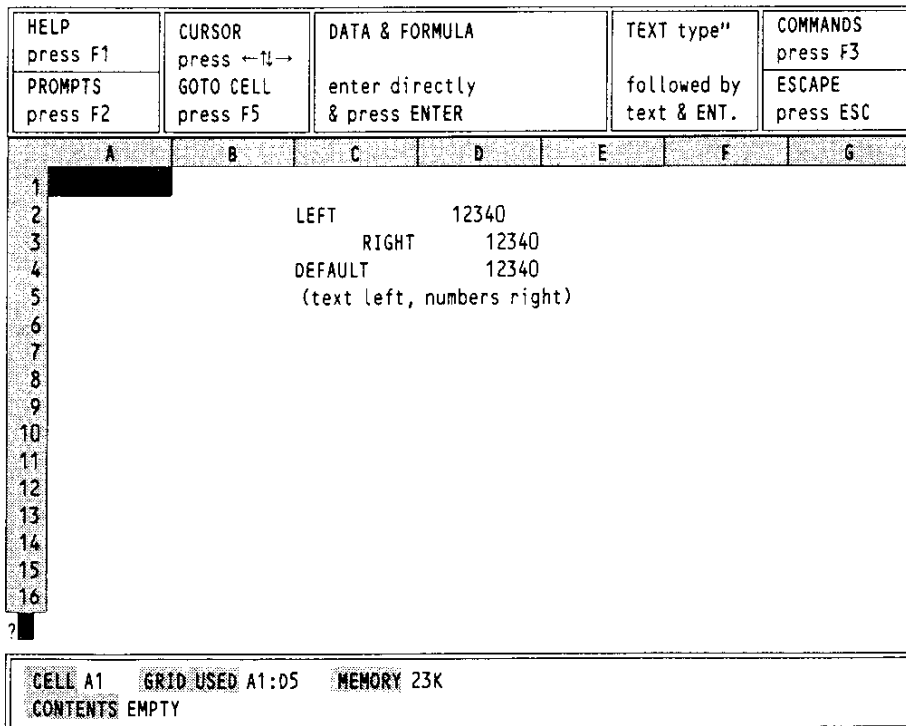 HELP
press F1
PROMPTS
press F2
CURSOR
press ←↑↓→
GOTO CELL
press F5
DATA & FORMULA
enter directly
& press ENTER
TEXT type"
followed by
text & ENT.
COMMANDS
press F3
ESCAPE
press ESC
A B C D E F G
1
2 LEFT 12340
3 RIGHT 12340
4 DEFAULT 12340
5 (text left, numbers right)
6
7
8
9
10
11
12
13
14
15
16
?
CELL A1 GRID USED A1:D5 MEMORY 23K
CONTENTS EMPTY